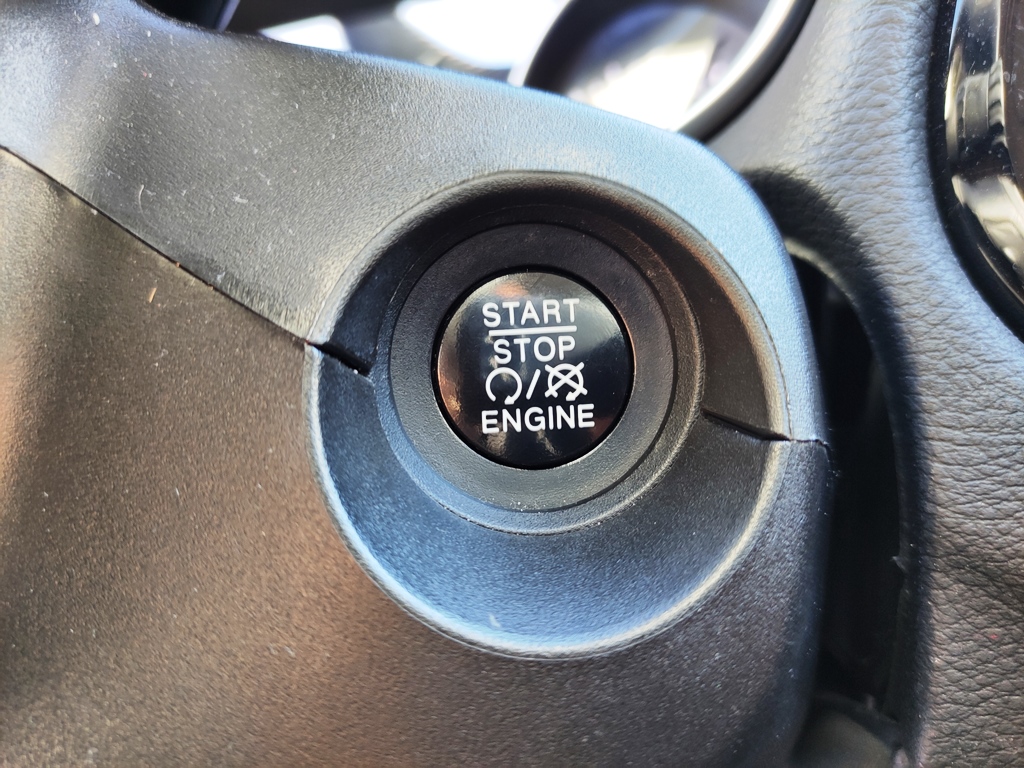 START
STOP
/
ENGINE